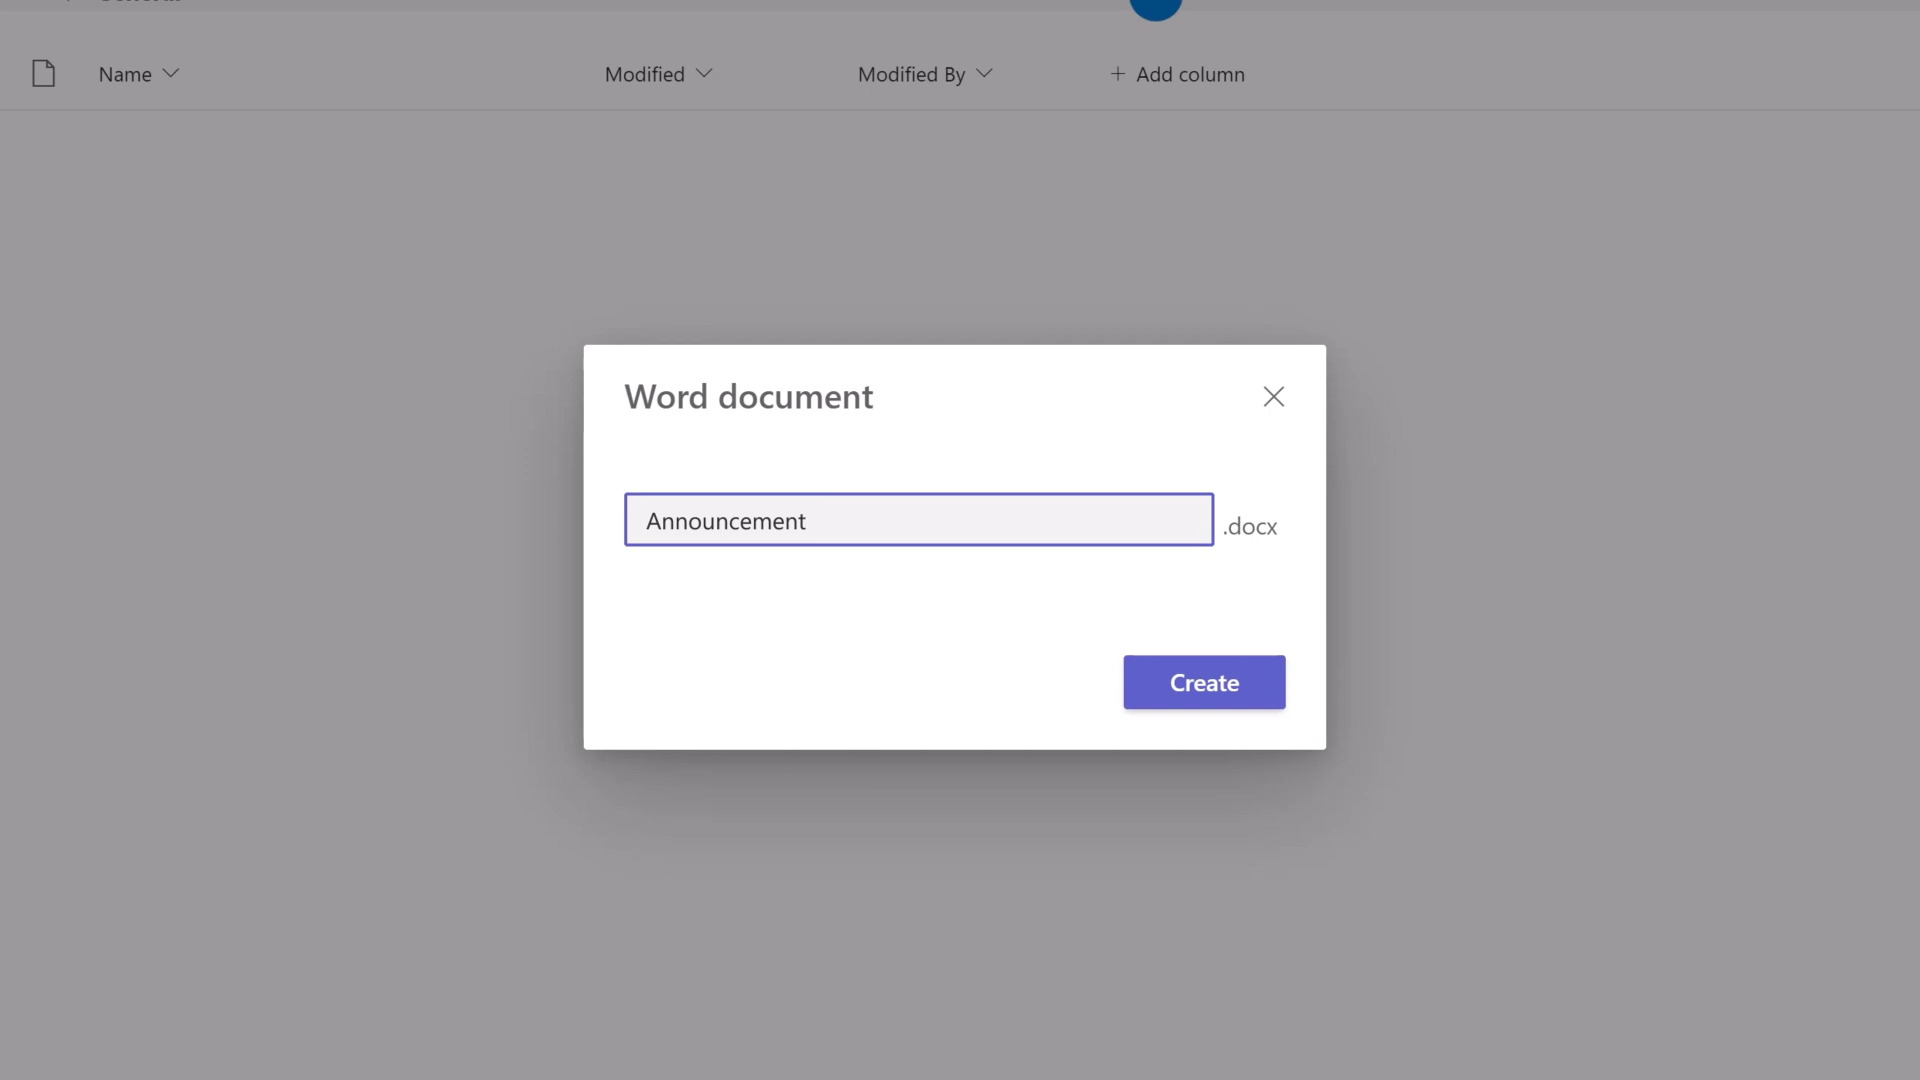 Name
Modified
Modified By
+ Add column
Word document
Announcement
.docx
Create